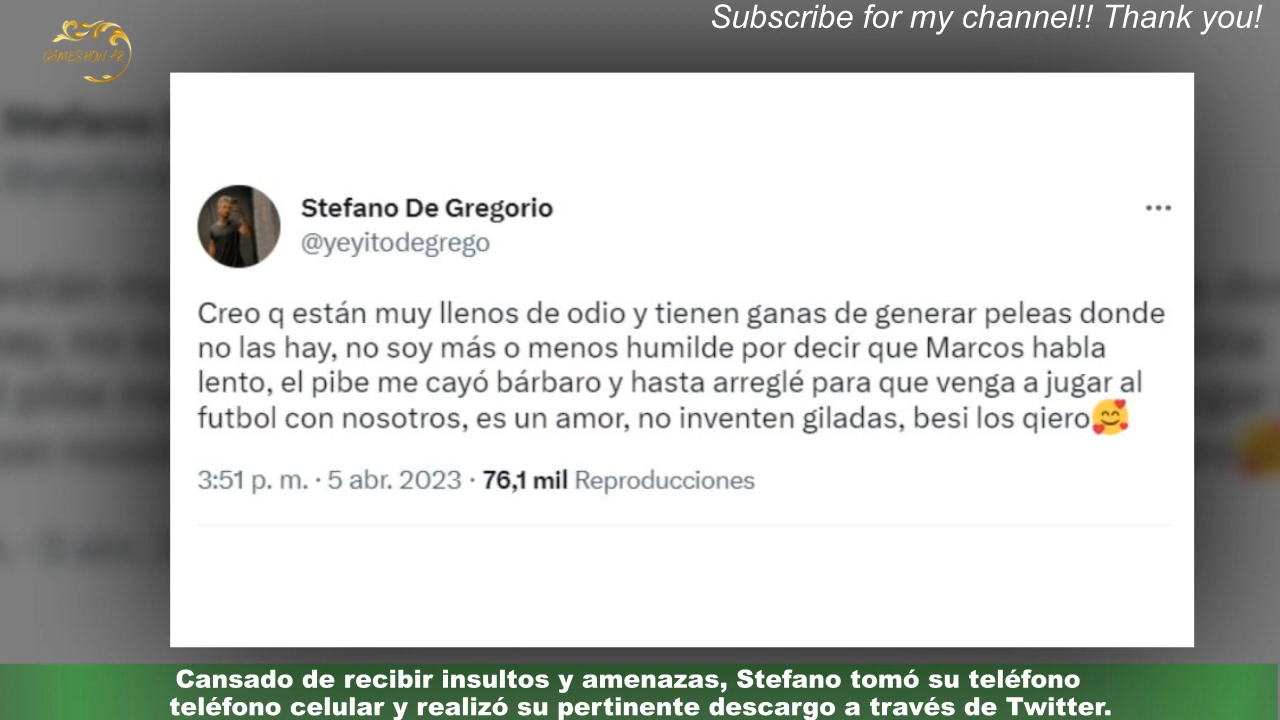 Subscribe for my channel!! Thank you!
GAMESHOW AR
Stefano De Gregorio
@yeyitodegrego
Creo q están muy llenos de odio y tienen ganas de generar peleas donde
no las hay, no soy más o menos humilde por decir que Marcos habla
lento, el pibe me cayó bárbaro y hasta arreglé para que venga a jugar al
futbol con nosotros, es un amor, no inventen giladas, besi los qiero🥰
3:51 p. m. · 5 abr. 2023 · 76,1 mil Reproducciones
Cansado de recibir insultos y amenazas, Stefano tomó su teléfono
teléfono celular y realizó su pertinente descargo a través de Twitter.